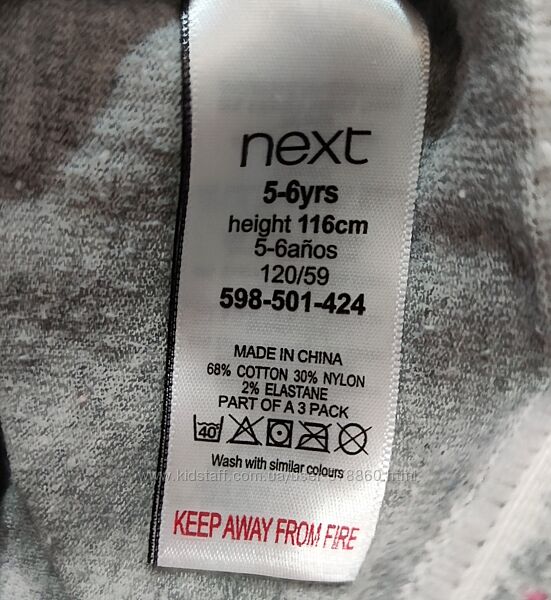 next
5-6yrs
height 116cm
5-6años
120/59
598-501-424
MADE IN CHINA
68% COTTON 30% NYLON
2% ELASTANE
PART OF A 3 PACK
40°
Wash with similar colours
KEEP AWAY FROM FIRE